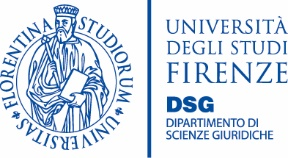 FLORENTINA STUDIORUM UNIVERSITAS
UNIVERSITÀ
DEGLI STUDI
FIRENZE
DSG
DIPARTIMENTO DI
SCIENZE GIURIDICHE